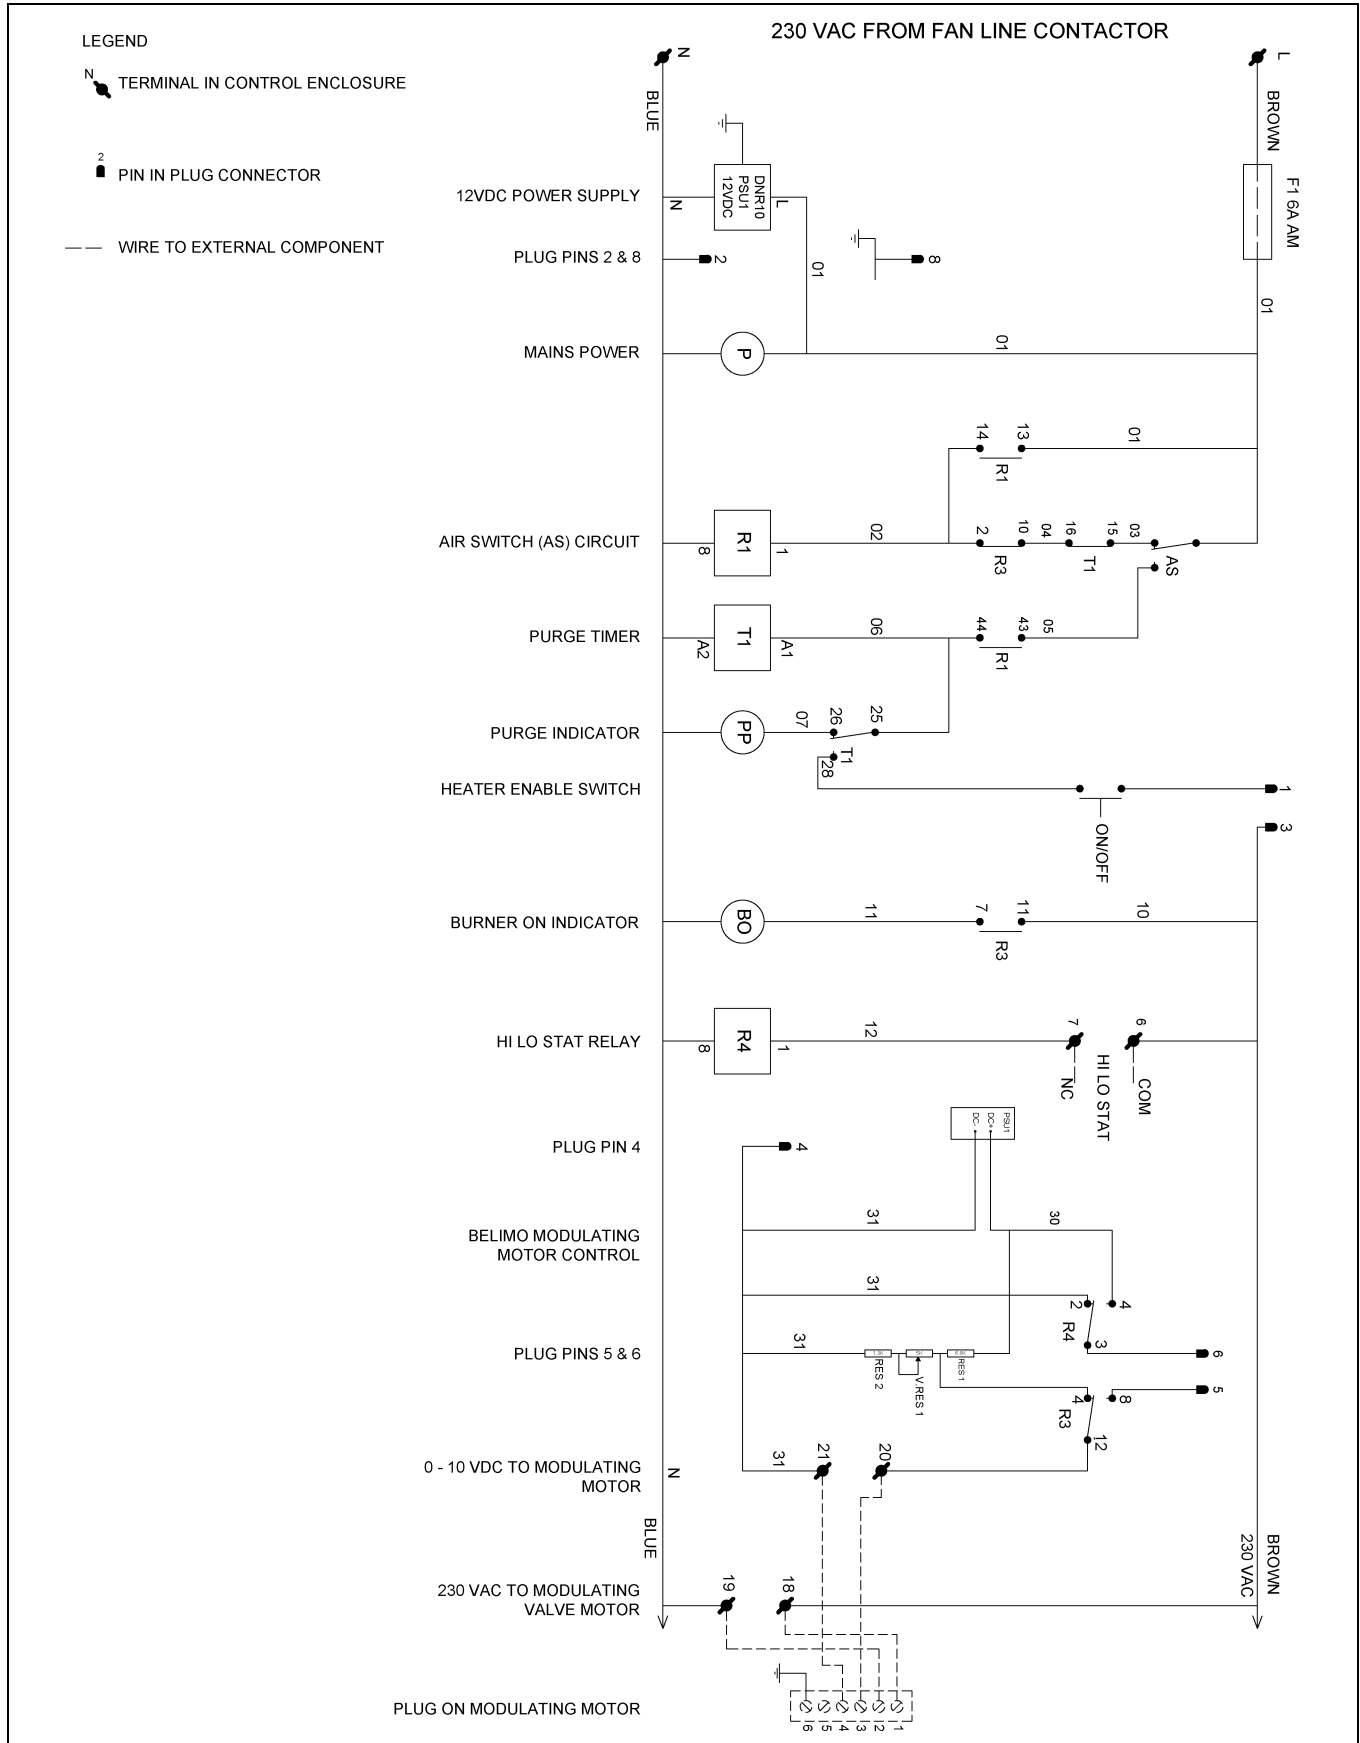 230 VAC FROM FAN LINE CONTACTOR
LEGEND
N
TERMINAL IN CONTROL ENCLOSURE
2
PIN IN PLUG CONNECTOR
WIRE TO EXTERNAL COMPONENT
N
L
BLUE
BROWN
12VDC POWER SUPPLY
N
DNR10
PSU1
12VDC
L
F1 6A AM
PLUG PINS 2 & 8
2
01
8
01
MAINS POWER
P
01
14
13
01
R1
AIR SWITCH (AS) CIRCUIT
8
R1
1
02
2
10
04
16
15
03
R3
T1
AS
PURGE TIMER
A2
T1
A1
06
44
43
05
R1
PURGE INDICATOR
PP
07
26
25
T1
28
HEATER ENABLE SWITCH
1
3
ON/OFF
BURNER ON INDICATOR
BO
11
7
11
10
R3
HI LO STAT RELAY
8
R4
1
12
7
6
NC
HI LO STAT
COM
PLUG PIN 4
4
PSU1
DC+
DC-
BELIMO MODULATING
MOTOR CONTROL
31
30
31
2
4
R4
3
PLUG PINS 5 & 6
31
1.3K
RES 2
5K
V.RES 1
6.8K
RES 1
6
5
4
8
R3
12
0 - 10 VDC TO MODULATING
MOTOR
N
31
21
20
BLUE
BROWN
230 VAC
230 VAC TO MODULATING
VALVE MOTOR
19
18
PLUG ON MODULATING MOTOR
6
5
4
3
2
1